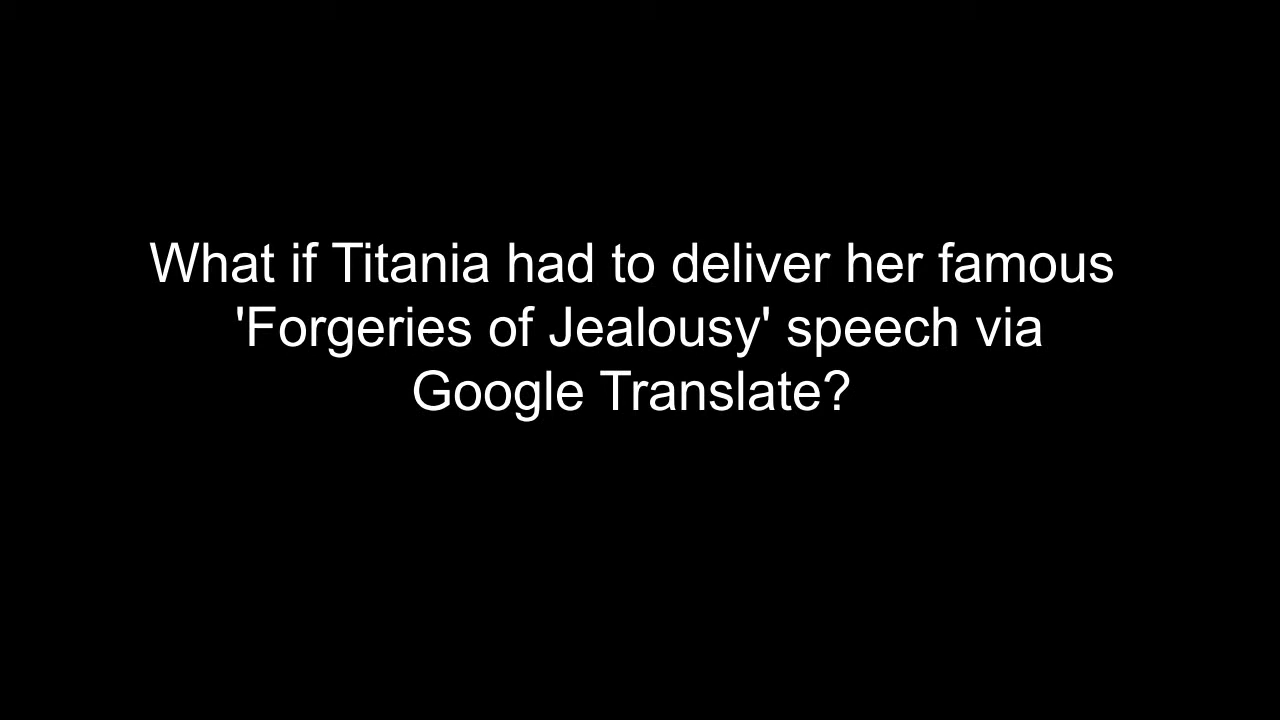 What if Titania had to deliver her famous
'Forgeries of Jealousy' speech via
Google Translate?